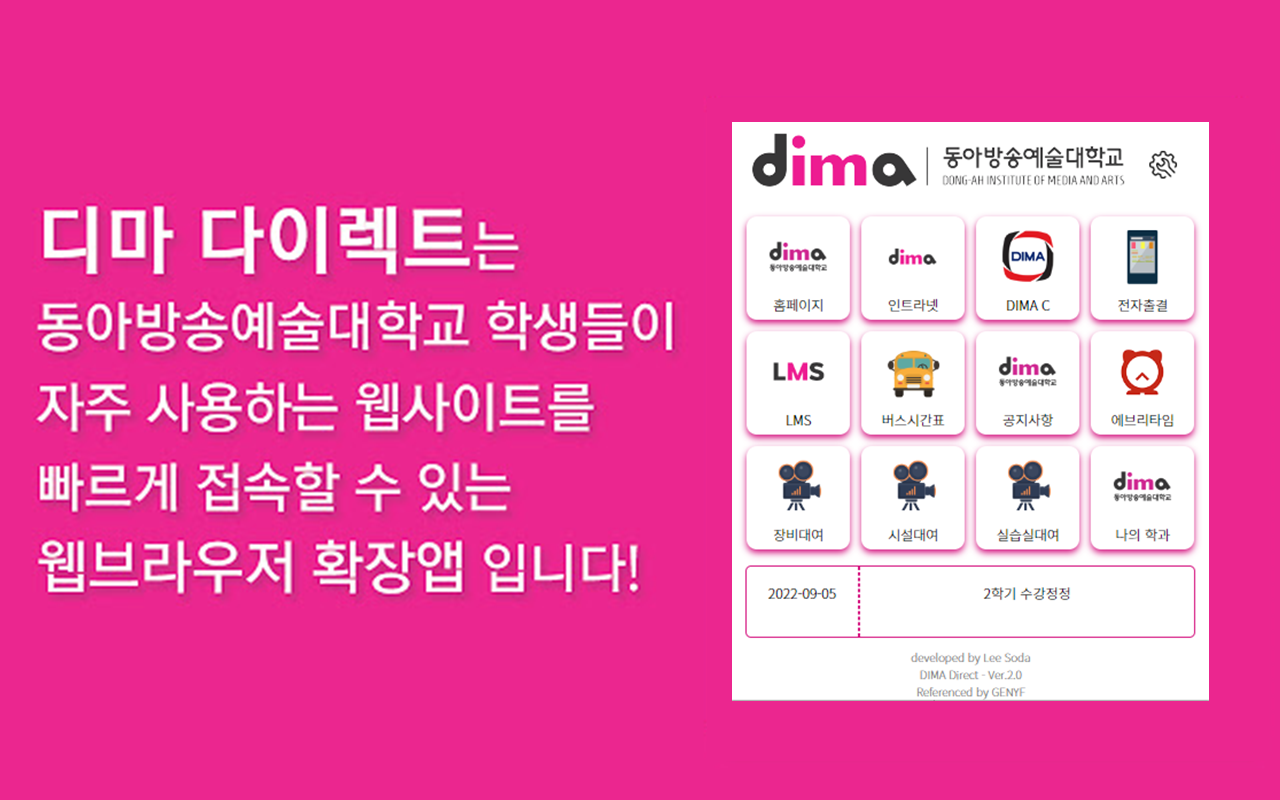 디마 다이렉트는
동아방송예술대학교 학생들이
자주 사용하는 웹사이트를
빠르게 접속할 수 있는
웹브라우저 확장앱 입니다!
dima 동아방송예술대학교
DONG-AH INSTITUTE OF MEDIA AND ARTS
dima
동아방송예술대학교
홈페이지
dima
인트라넷
DIMA
DIMA C
전자출결
LMS
LMS
버스시간표
dima
동아방송예술대학교
공지사항
에브리타임
장비대여
시설대여
실습실대여
dima
동아방송예술대학교
나의 학과
2022-09-05 2학기 수강정정
developed by Lee Soda
DIMA Direct - Ver.2.0
Referenced by GENYF